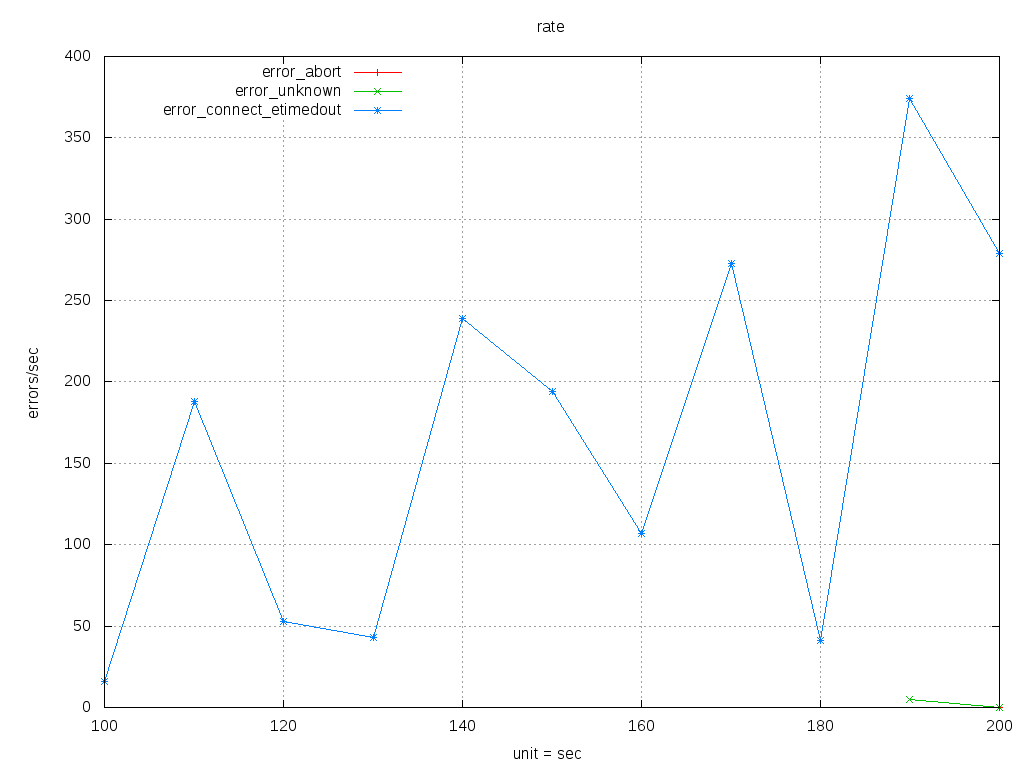 rate
400
350
300
250
200
150
100
50
0
errors/sec
error_abort
error_unknown
error_connect_etimedout
100 120 140 160 180 200
unit = sec